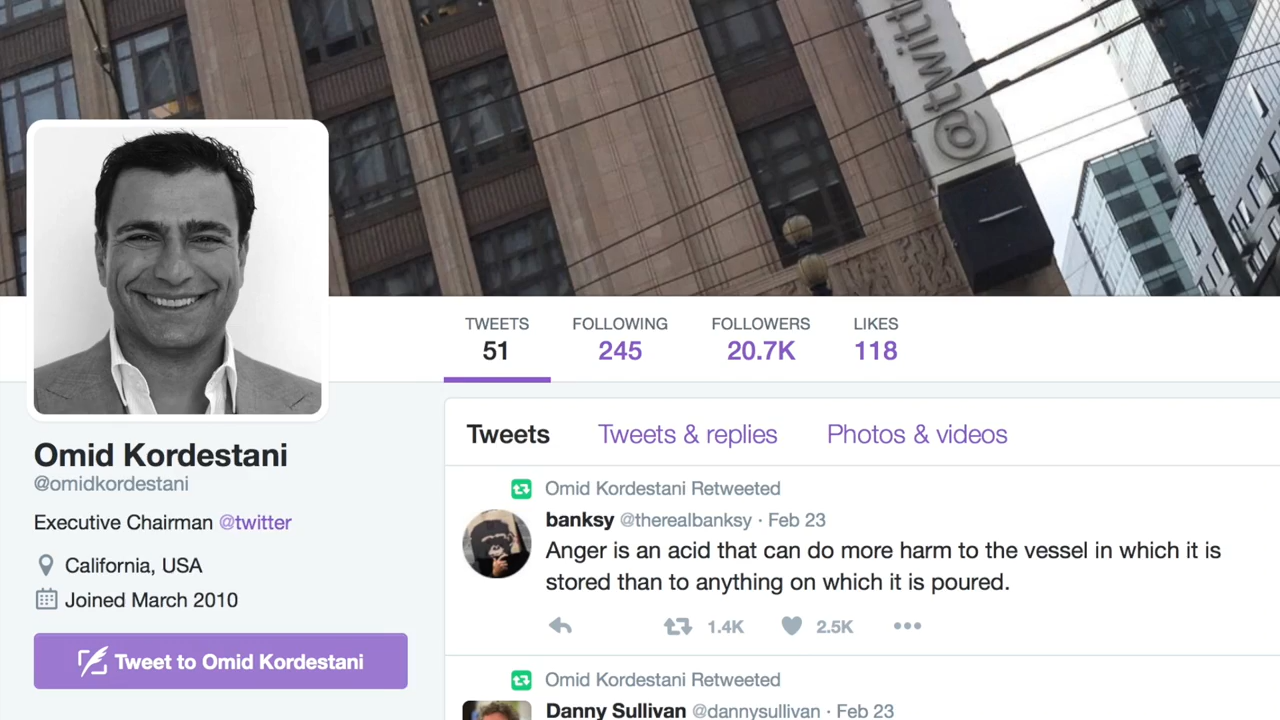 @twitt
TWEETS
51
FOLLOWING
245
FOLLOWERS
20.7K
LIKES
118
Omid Kordestani
@omidkordestani
Executive Chairman @twitter
California, USA
Joined March 2010
Tweet to Omid Kordestani
Tweets
Tweets & replies
Photos & videos
Omid Kordestani Retweeted
banksy @therealbanksy · Feb 23
Anger is an acid that can do more harm to the vessel in which it is
stored than to anything on which it is poured.
1.4K
2.5K
Omid Kordestani Retweeted
Danny Sullivan @dannysullivan · Feb 23